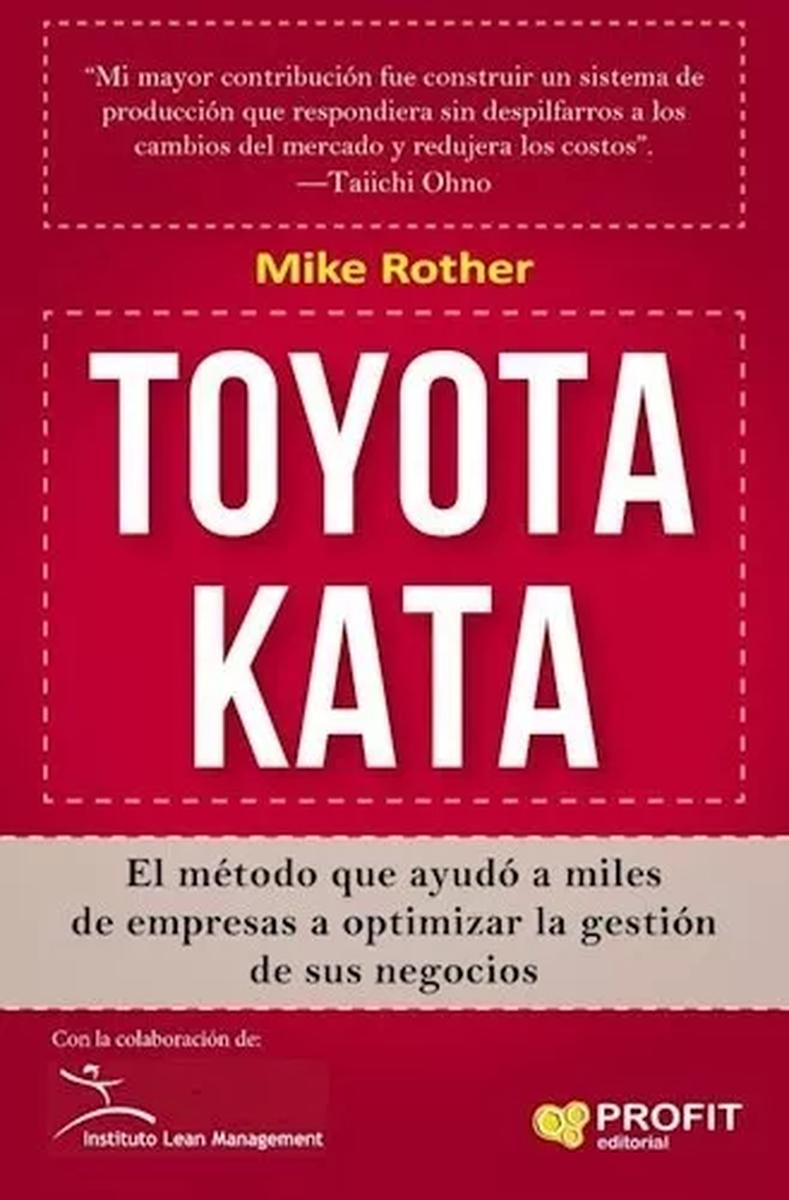 “Mi mayor contribución fue construir un sistema de
producción que respondiera sin despilfarros a los
cambios del mercado y redujera los costos”.
—Taiichi Ohno
Mike Rother
TOYOTA
KATA
El método que ayudó a miles
de empresas a optimizar la gestión
de sus negocios
Con la colaboración de:
Instituto Lean Management
PROFIT
editorial